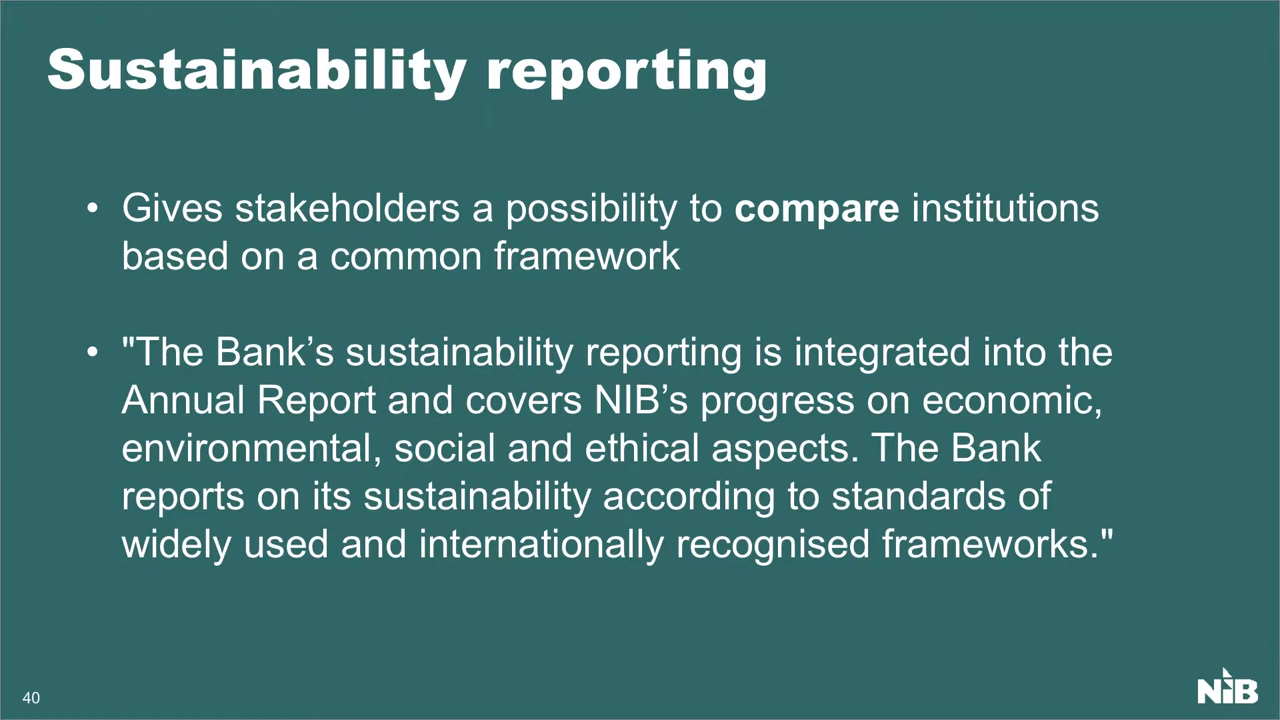 Sustainability reporting
• Gives stakeholders a possibility to compare institutions
based on a common framework
• "The Bank’s sustainability reporting is integrated into the
Annual Report and covers NIB’s progress on economic,
environmental, social and ethical aspects. The Bank
reports on its sustainability according to standards of
widely used and internationally recognised frameworks."
40
NIB